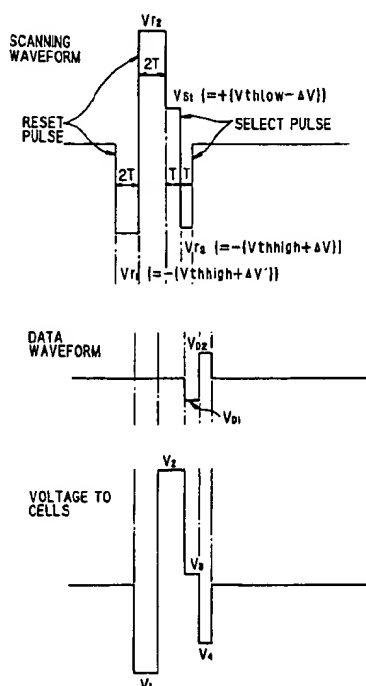 Vr₂
SCANNING
WAVEFORM
2T
Vs₁ (=+(Vthlow-ΔV))
RESET
PULSE
SELECT PULSE
2T
T T
Vr₂ (=-(Vthhigh+ΔV))
Vr₁ (=-(Vthhigh+ΔV'))
DATA
WAVEFORM
VD2
VD1
V₂
VOLTAGE TO
CELLS
V₃
V₄
V₁